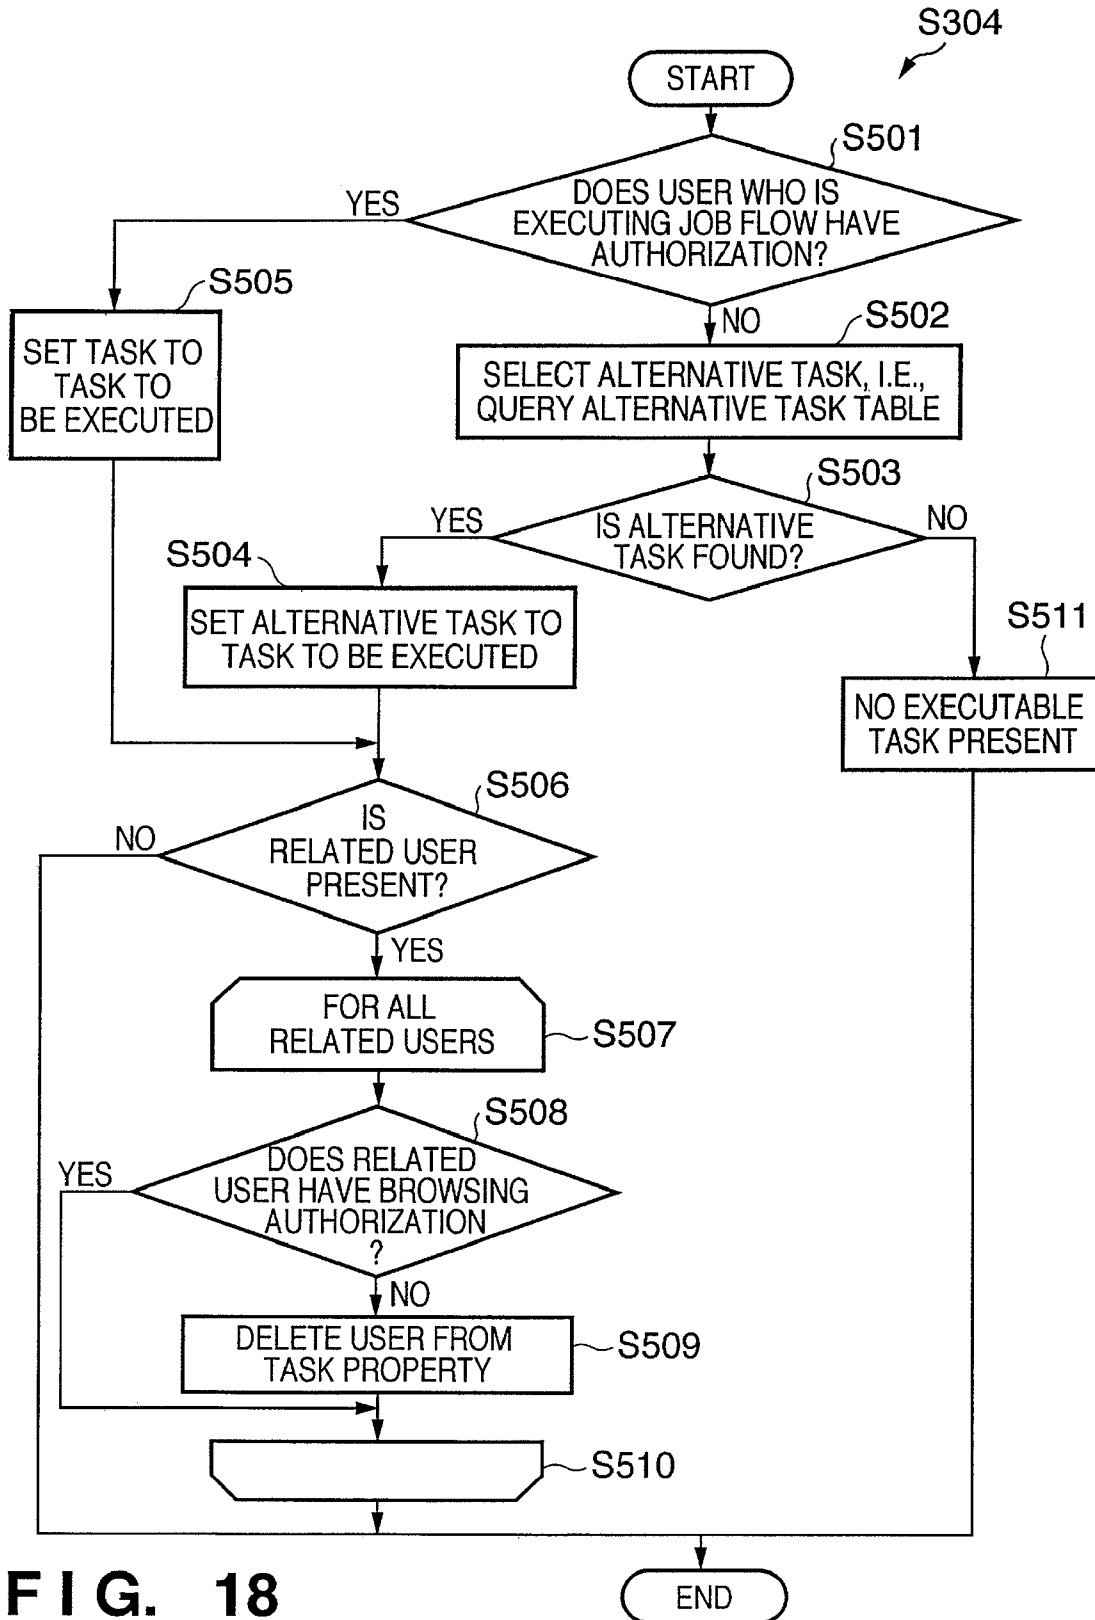 S304
START
S501
DOES USER WHO IS
EXECUTING JOB FLOW HAVE
AUTHORIZATION?
YES
NO
S505
SET TASK TO
TASK TO
BE EXECUTED
S502
SELECT ALTERNATIVE TASK, I.E.,
QUERY ALTERNATIVE TASK TABLE
S503
IS ALTERNATIVE
TASK FOUND?
YES
NO
S504
SET ALTERNATIVE TASK TO
TASK TO BE EXECUTED
S511
NO EXECUTABLE
TASK PRESENT
S506
IS
RELATED USER
PRESENT?
NO
YES
FOR ALL
RELATED USERS
S507
S508
DOES RELATED
USER HAVE BROWSING
AUTHORIZATION
?
YES
NO
DELETE USER FROM
TASK PROPERTY
S509
S510
END
FIG. 18